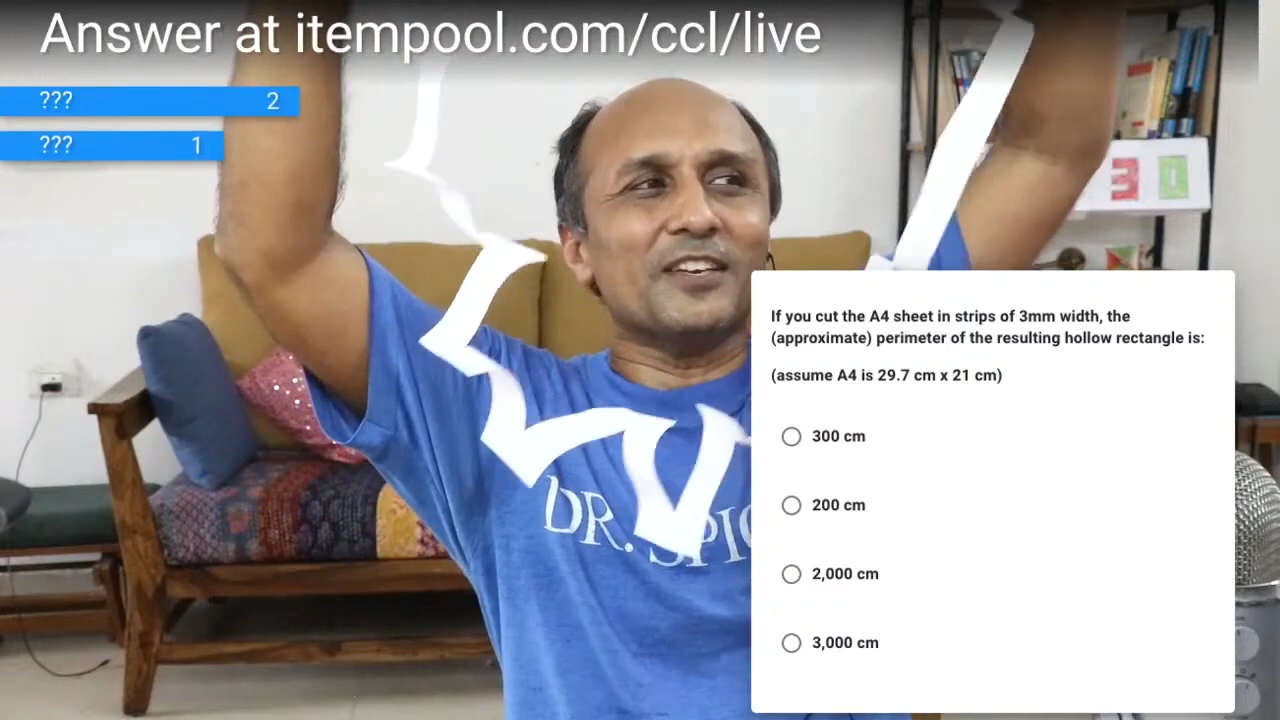 Answer at itempool.com/ccl/live
??? 2
??? 1
30
If you cut the A4 sheet in strips of 3mm width, the
(approximate) perimeter of the resulting hollow rectangle is:
(assume A4 is 29.7 cm x 21 cm)
300 cm
200 cm
2,000 cm
3,000 cm
DR.